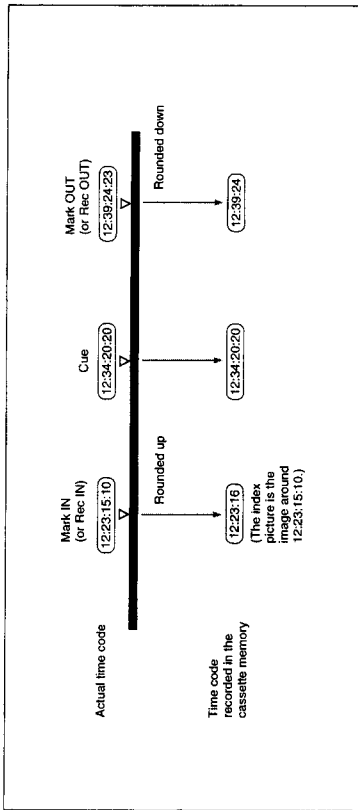 Mark IN
(or Rec IN)
Cue
Mark OUT
(or Rec OUT)
Actual time code
12:23:15:10
12:34:20:20
12:39:24:23
Rounded up
Rounded down
Time code
recorded in the
cassette memory
12:23:16
12:34:20:20
12:39:24
(The index
picture is the
image around
12:23:15:10.)